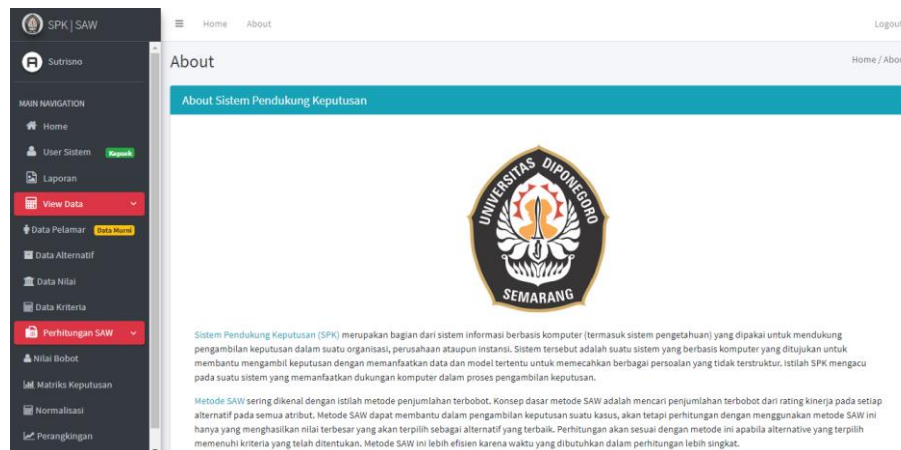 SPK | SAW
Home About
Logout
Sutrisno
About
Home / Abou
MAIN NAVIGATION
About Sistem Pendukung Keputusan
Home
User Sistem Kepsek
Laporan
View Data
Data Pelamar Data Murni
Data Alternatif
Data Nilai
Data Kriteria
Perhitungan SAW
Nilai Bobot
Matriks Keputusan
Normalisasi
Perangkingan
UNIVERSITAS DIPONEGORO
SEMARANG
Sistem Pendukung Keputusan (SPK) merupakan bagian dari sistem informasi berbasis komputer (termasuk sistem pengetahuan) yang dipakai untuk mendukung
pengambilan keputusan dalam suatu organisasi, perusahaan ataupun instansi. Sistem tersebut adalah suatu sistem yang berbasis komputer yang ditujukan untuk
membantu mengambil keputusan dengan memanfaatkan data dan model tertentu untuk memecahkan berbagai persoalan yang tidak terstruktur. Istilah SPK mengacu
pada suatu sistem yang memanfaatkan dukungan komputer dalam proses pengambilan keputusan.
Metode SAW sering dikenal dengan istilah metode penjumlahan terbobot. Konsep dasar metode SAW adalah mencari penjumlahan terbobot dari rating kinerja pada setiap
alternatif pada semua atribut. Metode SAW dapat membantu dalam pengambilan keputusan suatu kasus, akan tetapi perhitungan dengan menggunakan metode SAW ini
hanya yang menghasilkan nilai terbesar yang akan terpilih sebagai alternatif yang terbaik. Perhitungan akan sesuai dengan metode ini apabila alternative yang terpilih
memenuhi kriteria yang telah ditentukan. Metode SAW ini lebih efisien karena waktu yang dibutuhkan dalam perhitungan lebih singkat.